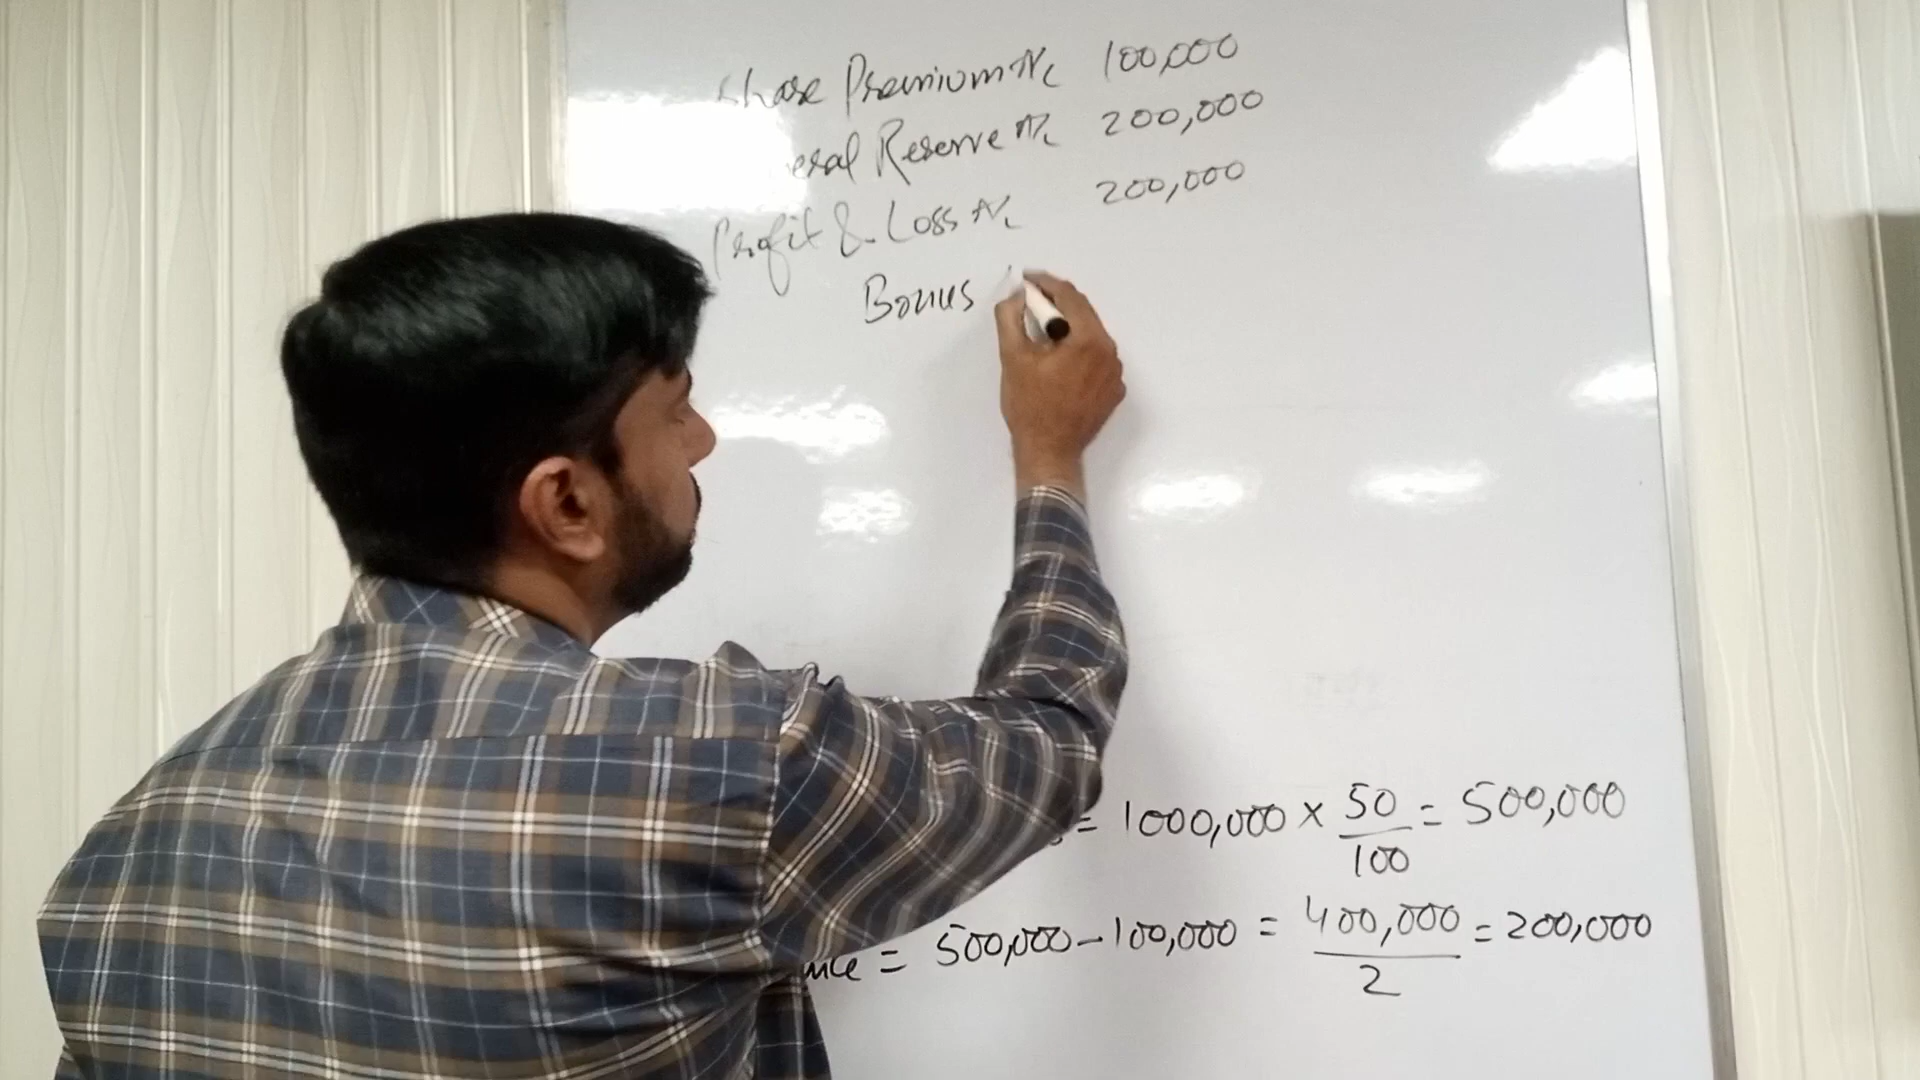 Share Premium A/c 100,000
eral Reserve A/c 200,000
Profit & Loss A/c 200,000
Bonus
= 1000,000 × 50/100 = 500,000
ance = 500,000 - 100,000 = 400,000/2 = 200,000